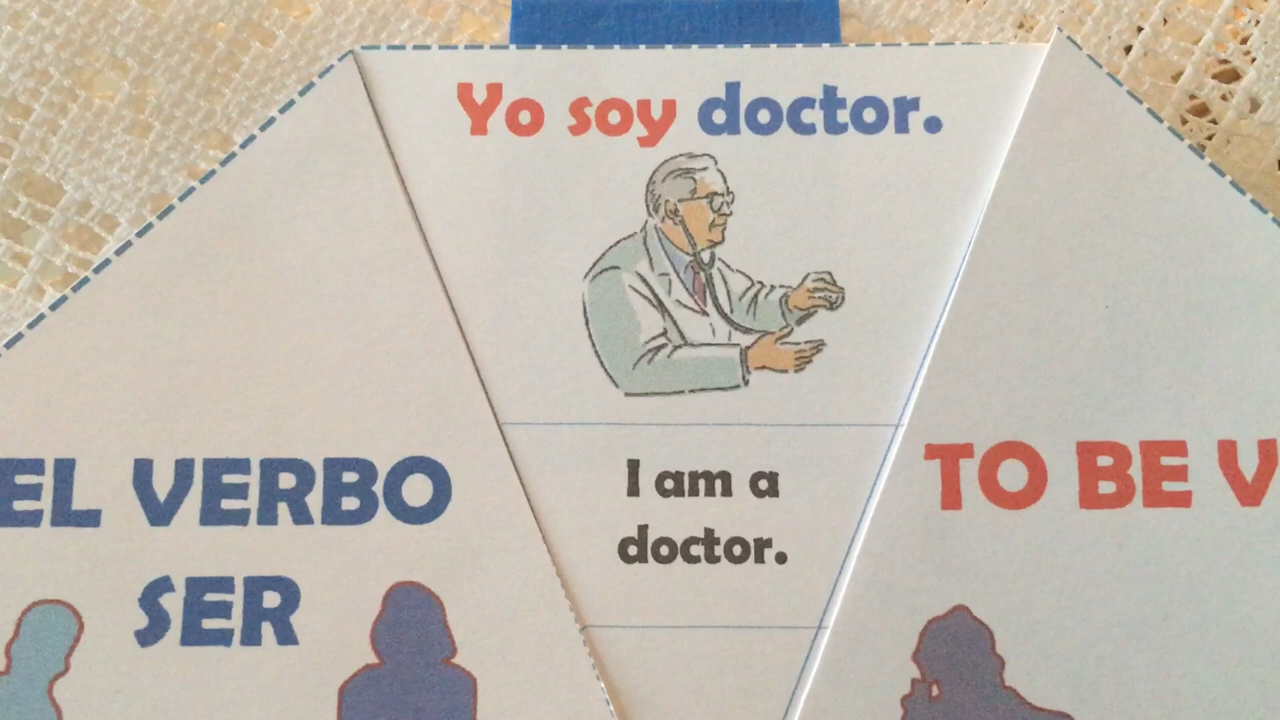 Yo soy doctor.
I am a
doctor.
EL VERBO
SER
TO BE V